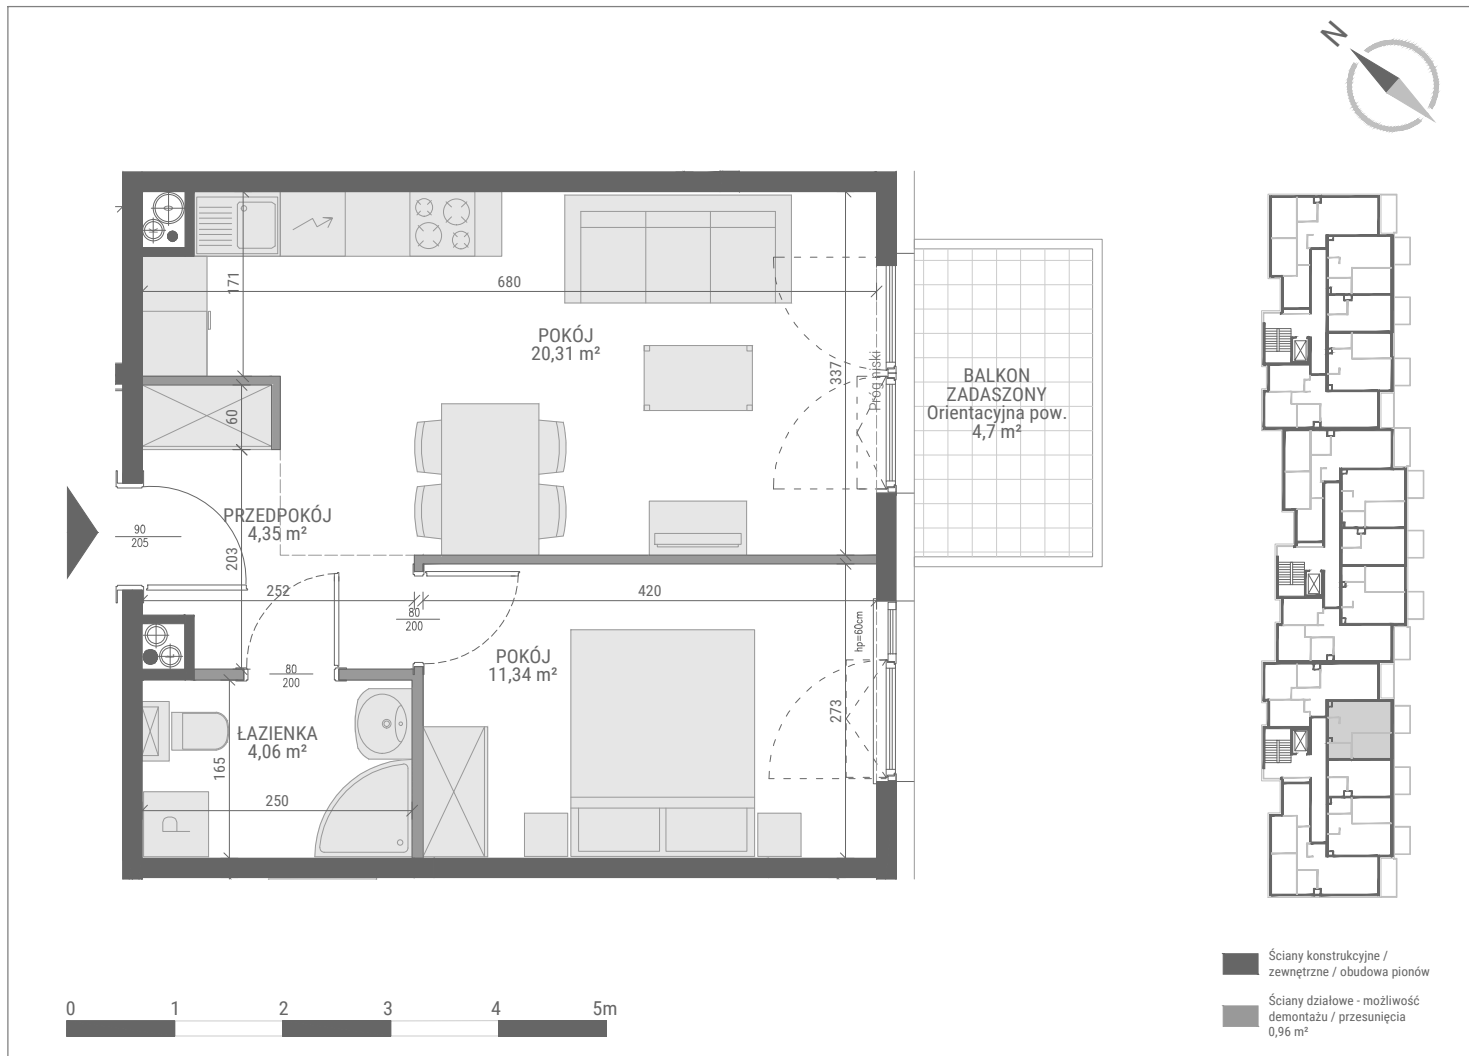 N
171
680
POKÓJ
20,31 m²
337
Próg niski
BALKON
ZADASZONY
Orientacyjna pow.
4,7 m²
60
PRZEDPOKÓJ
4,35 m²
90
205
203
252
80
200
420
hp=60cm
POKÓJ
11,34 m²
80
200
273
ŁAZIENKA
4,06 m²
165
250
P
Ściany konstrukcyjne /
zewnętrzne / obudowa pionów
Ściany działowe - możliwość
demontażu / przesunięcia
0,96 m²
0 1 2 3 4 5m